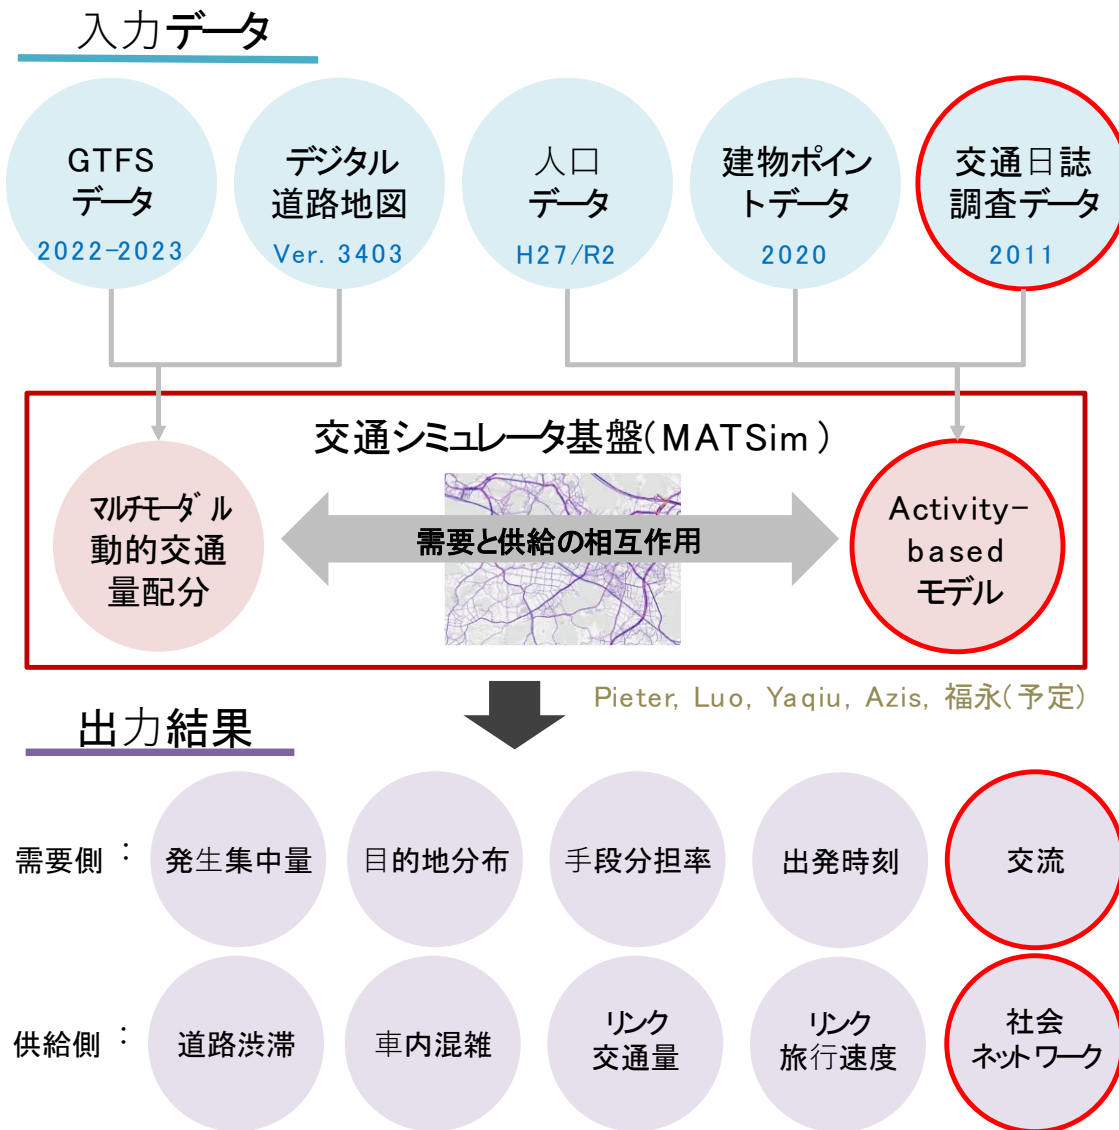 入力データ
GTFS
データ
2022-2023
デジタル
道路地図
Ver. 3403
人口
データ
H27/R2
建物ポイン
トデータ
2020
交通日誌
調査データ
2011
交通シミュレータ基盤(MATSim)
マルチモーダル
動的交通
量配分
需要と供給の相互作用
Activity-
based
モデル
Pieter, Luo, Yaqiu, Azis, 福永(予定)
出力結果
需要側：
発生集中量
目的地分布
手段分担率
出発時刻
交流
供給側：
道路渋滞
車内混雑
リンク
交通量
リンク
旅行速度
社会
ネットワーク